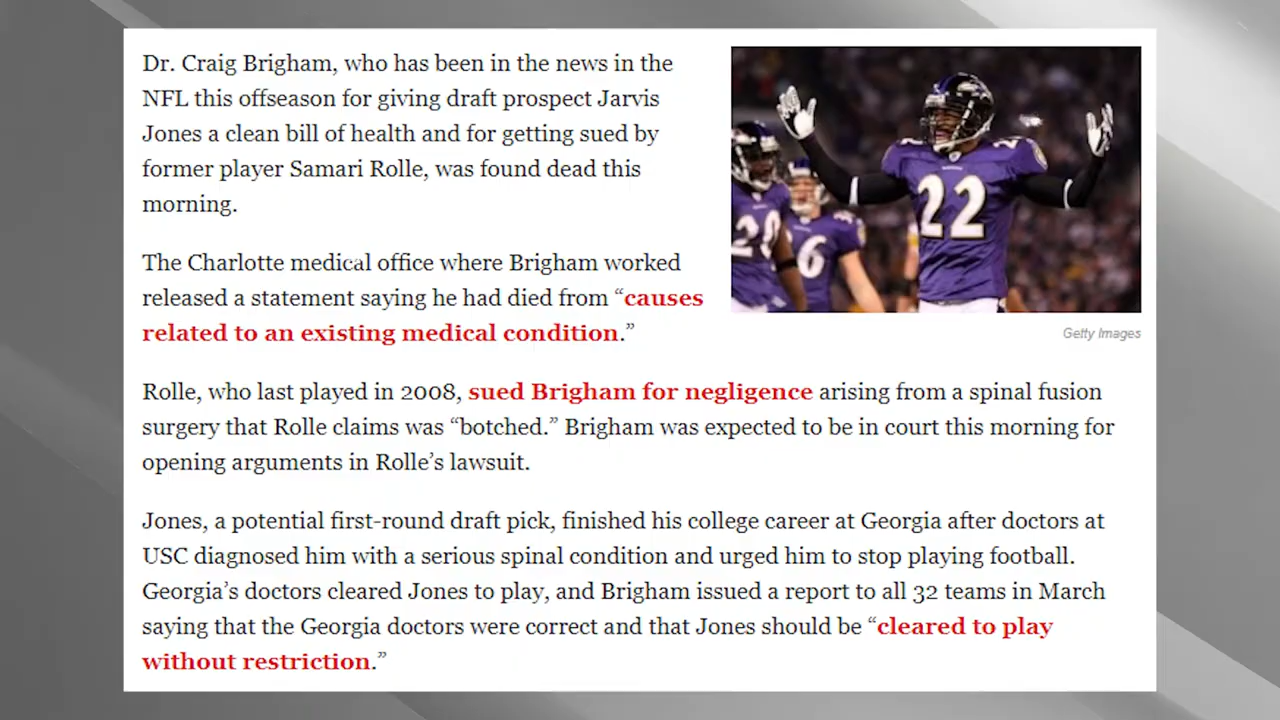 Dr. Craig Brigham, who has been in the news in the
NFL this offseason for giving draft prospect Jarvis
Jones a clean bill of health and for getting sued by
former player Samari Rolle, was found dead this
morning.
The Charlotte medical office where Brigham worked
released a statement saying he had died from “causes
related to an existing medical condition.”
22
20
6
Getty Images
Rolle, who last played in 2008, sued Brigham for negligence arising from a spinal fusion
surgery that Rolle claims was “botched.” Brigham was expected to be in court this morning for
opening arguments in Rolle’s lawsuit.
Jones, a potential first-round draft pick, finished his college career at Georgia after doctors at
USC diagnosed him with a serious spinal condition and urged him to stop playing football.
Georgia’s doctors cleared Jones to play, and Brigham issued a report to all 32 teams in March
saying that the Georgia doctors were correct and that Jones should be “cleared to play
without restriction.”